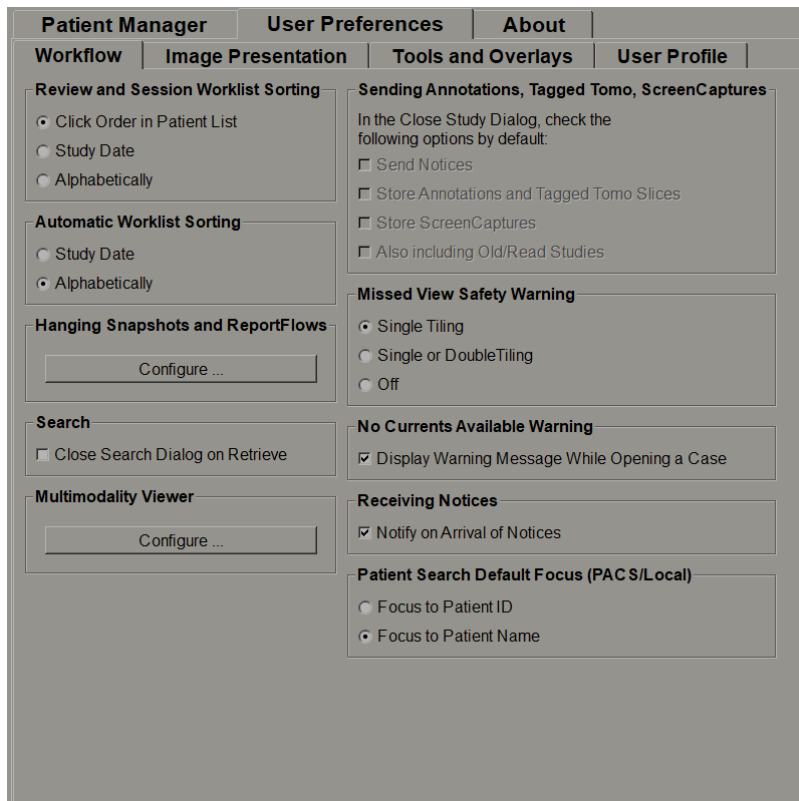 Patient Manager User Preferences About
Workflow Image Presentation Tools and Overlays User Profile
Review and Session Worklist Sorting
Click Order in Patient List
Study Date
Alphabetically
Automatic Worklist Sorting
Study Date
Alphabetically
Hanging Snapshots and ReportFlows
Configure ...
Search
Close Search Dialog on Retrieve
Multimodality Viewer
Configure ...
Sending Annotations, Tagged Tomo, ScreenCaptures
In the Close Study Dialog, check the
following options by default:
Send Notices
Store Annotations and Tagged Tomo Slices
Store ScreenCaptures
Also including Old/Read Studies
Missed View Safety Warning
Single Tiling
Single or DoubleTiling
Off
No Currents Available Warning
Display Warning Message While Opening a Case
Receiving Notices
Notify on Arrival of Notices
Patient Search Default Focus (PACS/Local)
Focus to Patient ID
Focus to Patient Name